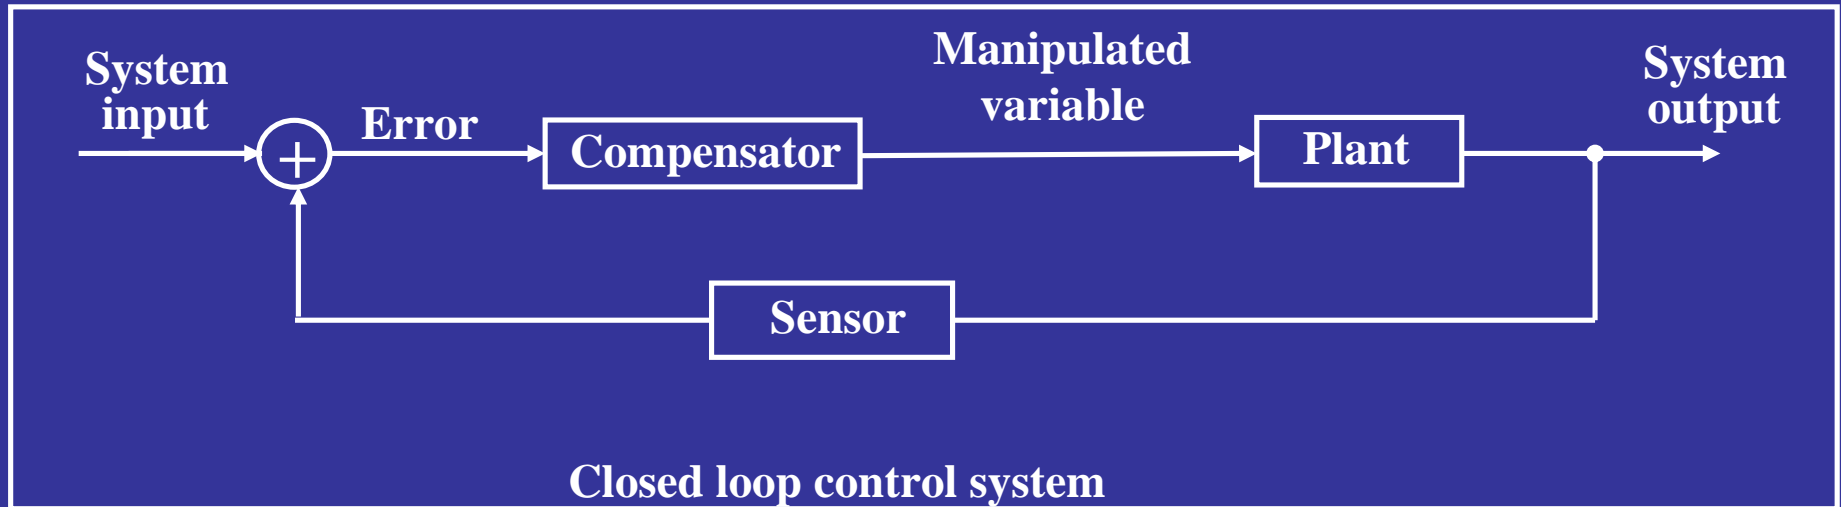 System
input
+
Error
Compensator
Manipulated
variable
Plant
System
output
Sensor
Closed loop control system